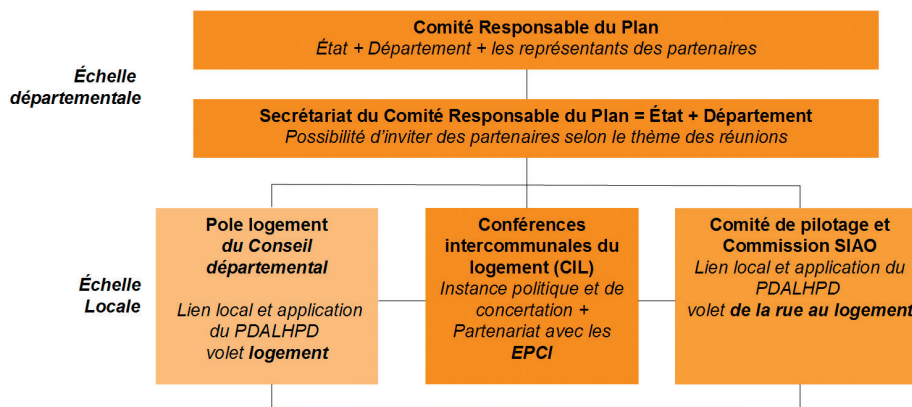 Comité Responsable du Plan
État + Département + les représentants des partenaires
Échelle
départementale
Secrétariat du Comité Responsable du Plan = État + Département
Possibilité d'inviter des partenaires selon le thème des réunions
Échelle
Locale
Pole logement
du Conseil
départemental
Lien local et application
du PDALHPD
volet logement
Conférences
intercommunales du
logement (CIL)
Instance politique et de
concertation +
Partenariat avec les
EPCI
Comité de pilotage et
Commission SIAO
Lien local et application du
PDALHPD
volet de la rue au logement